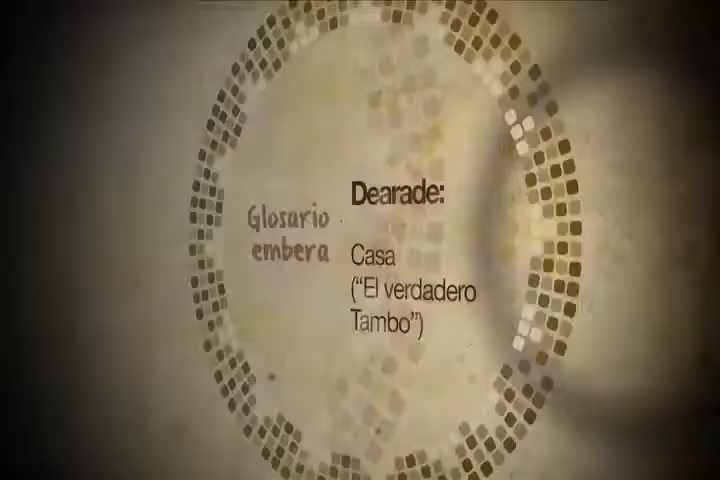 Glosario
embera
Dearade:
Casa
(“El verdadero
Tambo”)